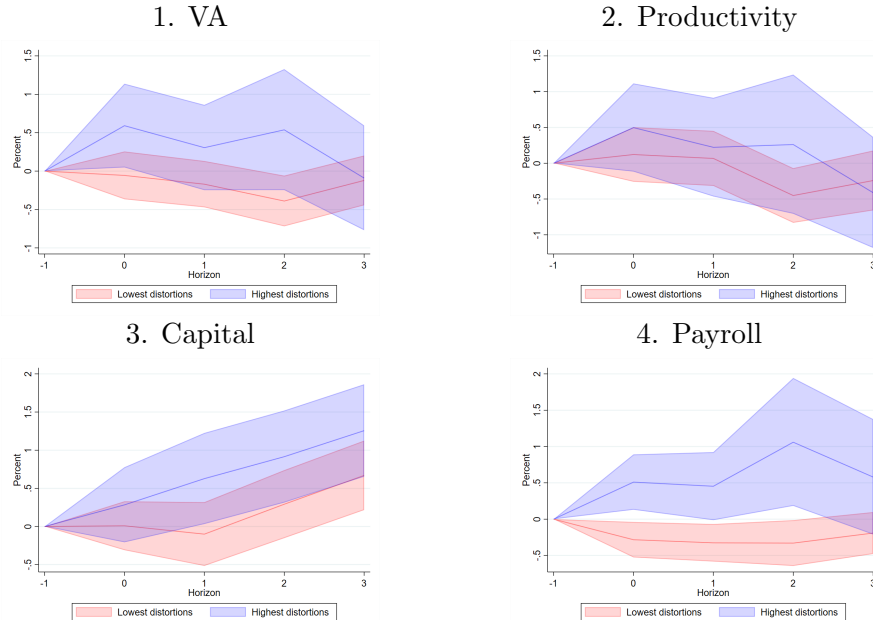 1. VA
2. Productivity
1.5
1
.5
0
-.5
-1
Percent
-1 0 1 2 3
Horizon
Lowest distortions Highest distortions
1.5
1
.5
0
-.5
-1
Percent
-1 0 1 2 3
Horizon
Lowest distortions Highest distortions
3. Capital
4. Payroll
2
1.5
1
.5
0
-.5
Percent
-1 0 1 2 3
Horizon
Lowest distortions Highest distortions
2
1.5
1
.5
0
-.5
Percent
-1 0 1 2 3
Horizon
Lowest distortions Highest distortions